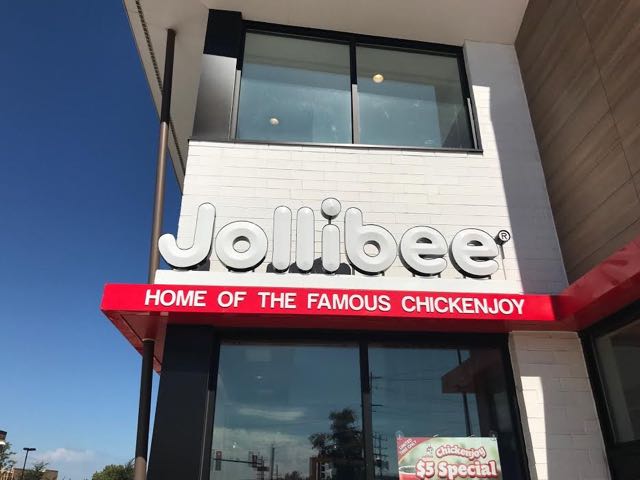 Jollibee®
HOME OF THE FAMOUS CHICKENJOY
Chickenjoy
$5 Special